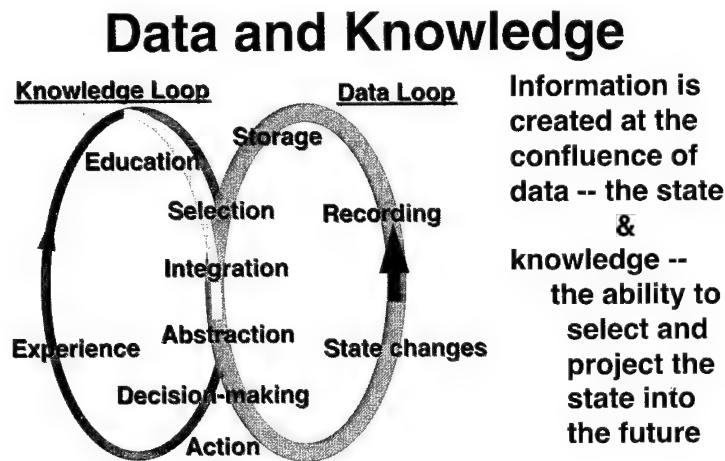 Data and Knowledge
Knowledge Loop
Data Loop
Storage
Education
Selection
Recording
Integration
Abstraction
Experience
State changes
Decision-making
Action
Information is
created at the
confluence of
data -- the state
&
knowledge --
the ability to
select and
project the
state into
the future